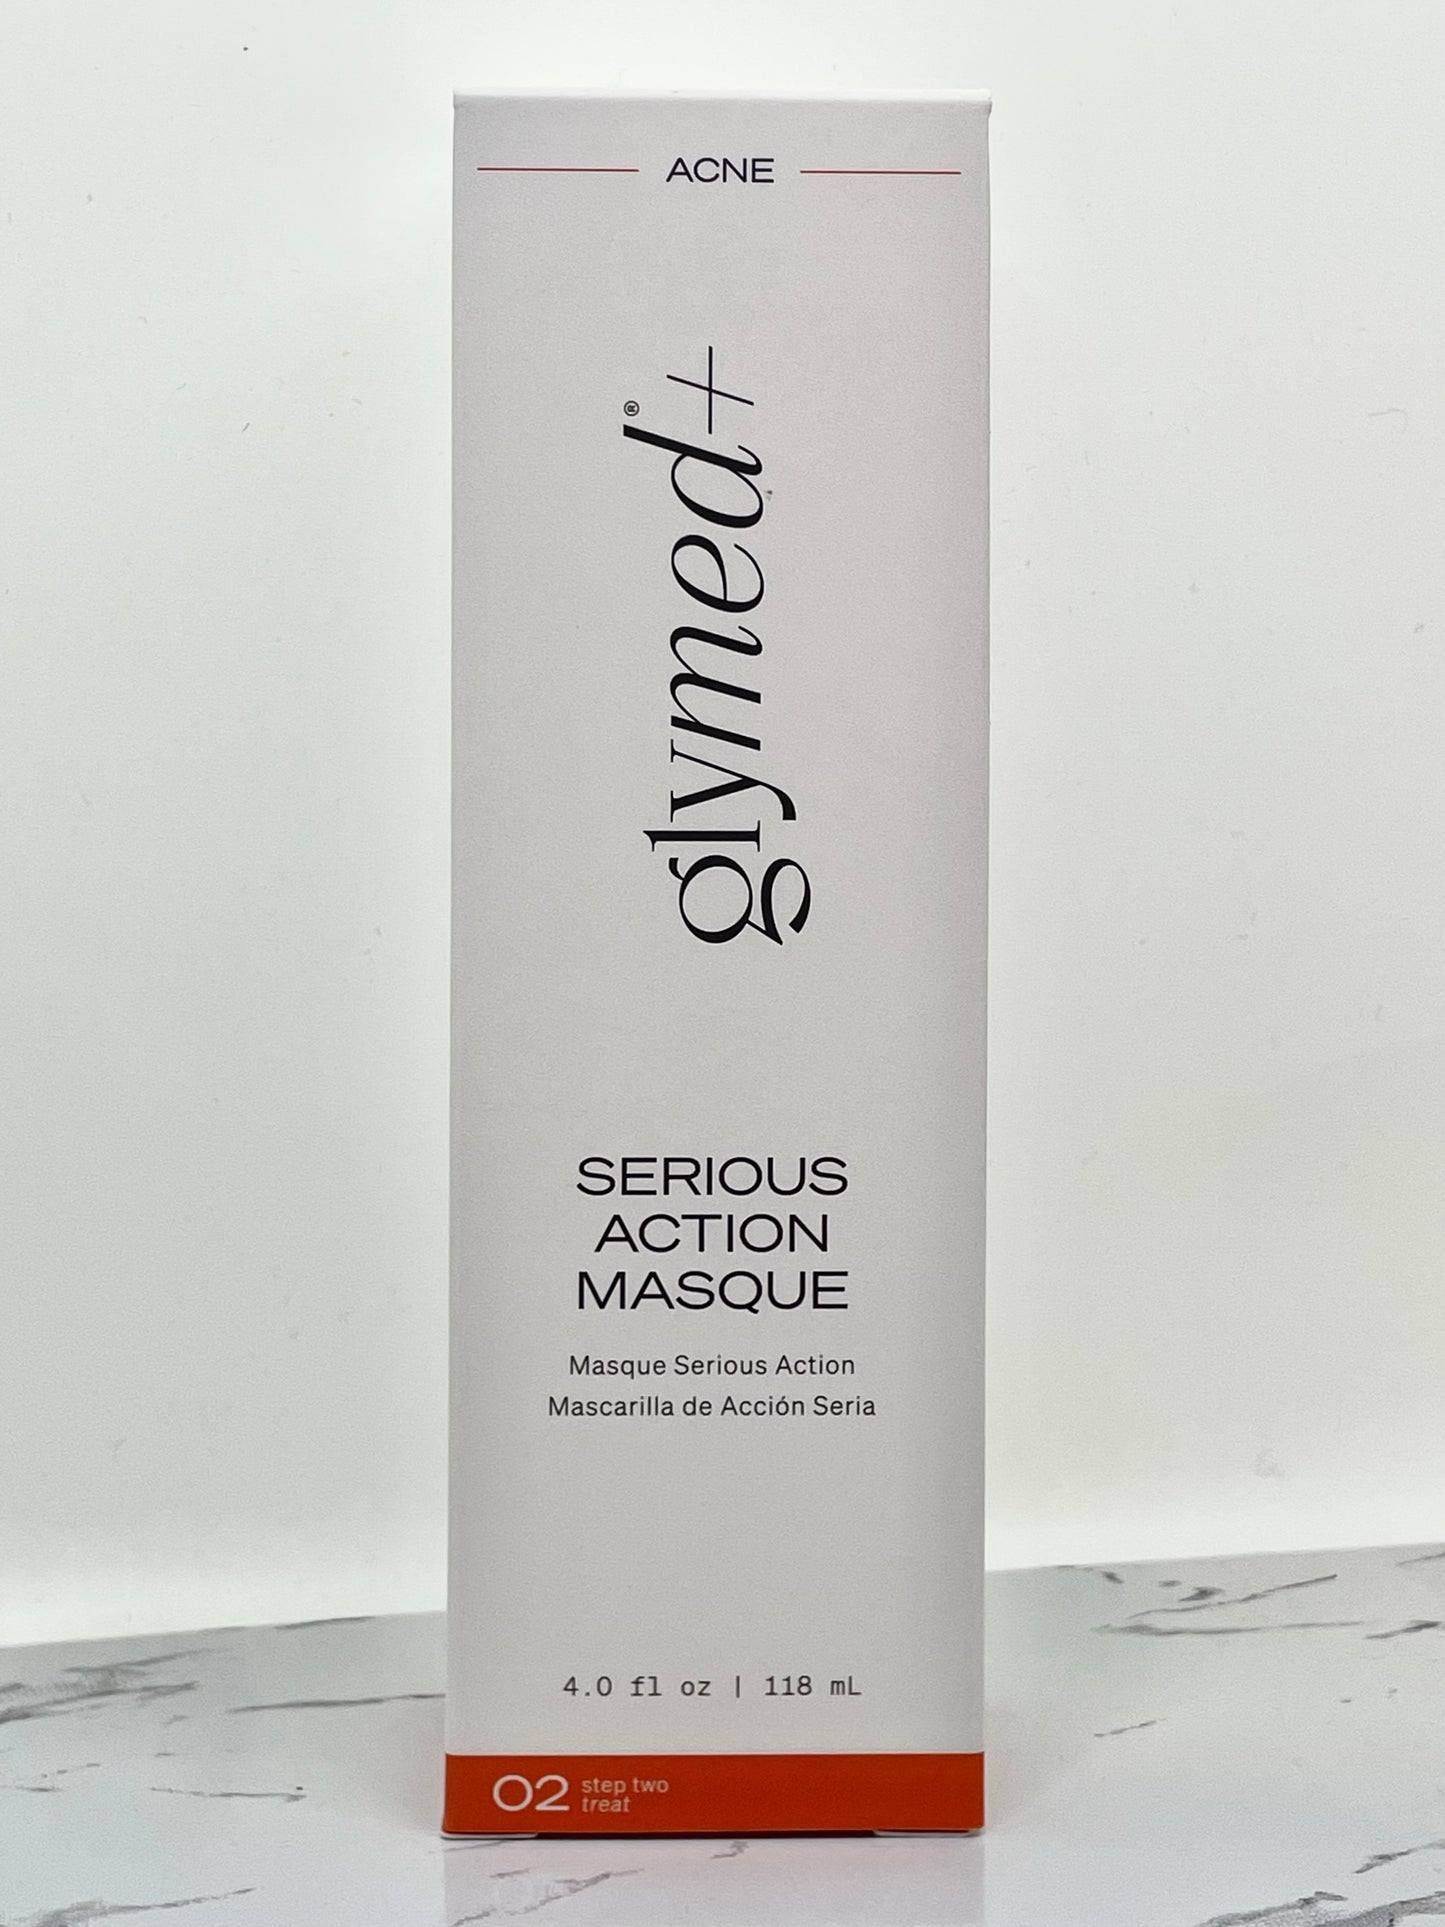 ACNE
glymed+®
SERIOUS
ACTION
MASQUE
Masque Serious Action
Mascarilla de Acción Seria
4.0 fl oz | 118 mL
02 step two
treat